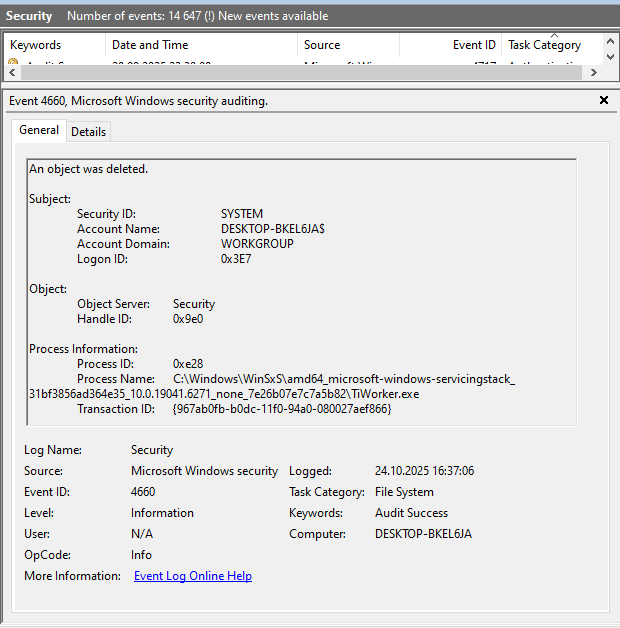 Security Number of events: 14 647 (!) New events available
Keywords Date and Time Source Event ID Task Category
Event 4660, Microsoft Windows security auditing.
General Details
An object was deleted.
Subject:
Security ID: SYSTEM
Account Name: DESKTOP-BKEL6JA$
Account Domain: WORKGROUP
Logon ID: 0x3E7
Object:
Object Server: Security
Handle ID: 0x9e0
Process Information:
Process ID: 0xe28
Process Name: C:\Windows\WinSxS\amd64_microsoft-windows-servicingstack_
31bf3856ad364e35_10.0.19041.6271_none_7e26b07e7c7a5b82\TiWorker.exe
Transaction ID: {967ab0fb-b0dc-11f0-94a0-080027aef866}
Log Name: Security
Source: Microsoft Windows security Logged: 24.10.2025 16:37:06
Event ID: 4660 Task Category: File System
Level: Information Keywords: Audit Success
User: N/A Computer: DESKTOP-BKEL6JA
OpCode: Info
More Information: Event Log Online Help